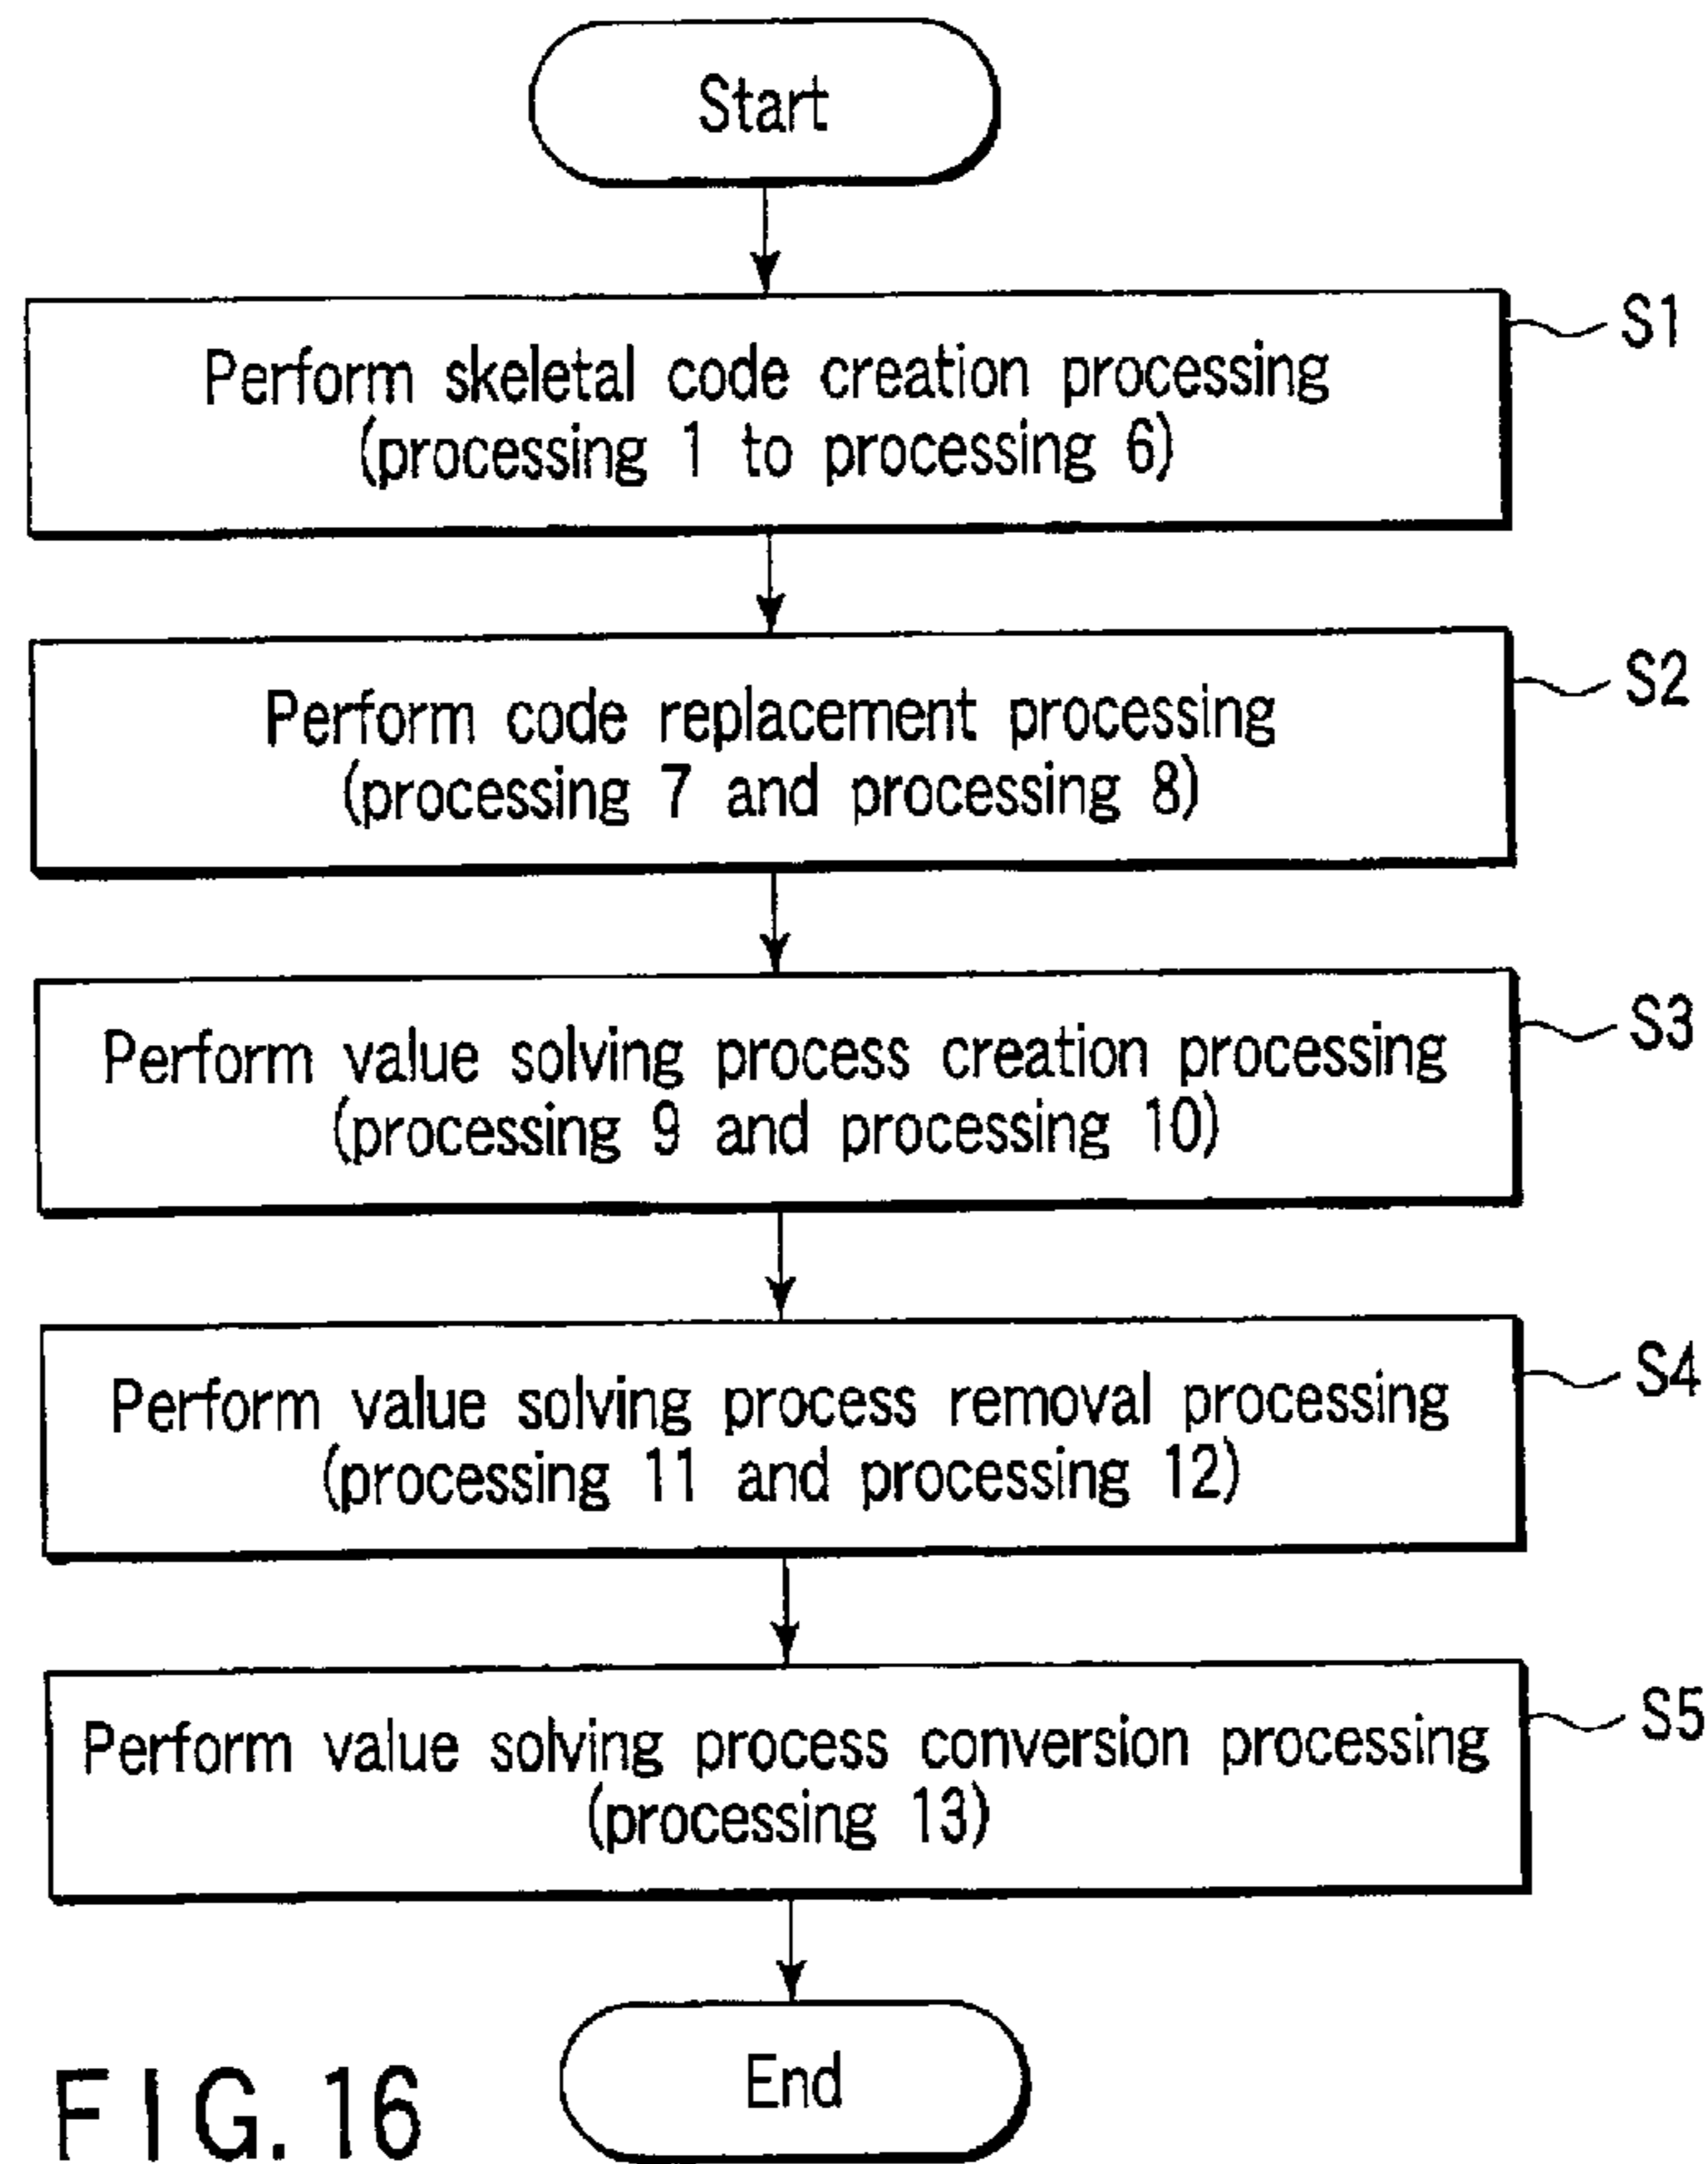 Start
Perform skeletal code creation processing
(processing 1 to processing 6)
S1
Perform code replacement processing
(processing 7 and processing 8)
S2
Perform value solving process creation processing
(processing 9 and processing 10)
S3
Perform value solving process removal processing
(processing 11 and processing 12)
S4
Perform value solving process conversion processing
(processing 13)
S5
End
FIG. 16